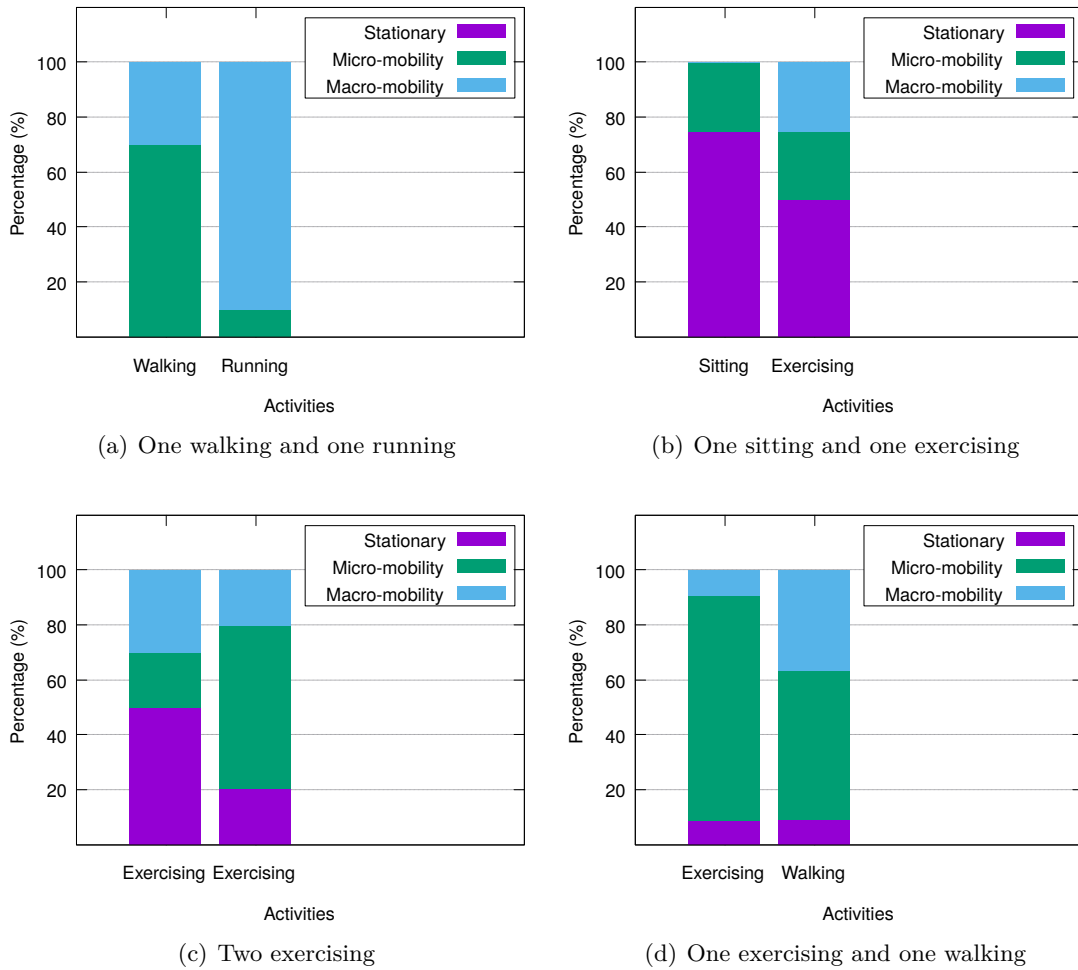 Stationary
Micro-mobility
Macro-mobility
Percentage (%)
100
80
60
40
20
Walking Running
Activities
(a) One walking and one running
Stationary
Micro-mobility
Macro-mobility
Percentage (%)
100
80
60
40
20
Sitting Exercising
Activities
(b) One sitting and one exercising
Stationary
Micro-mobility
Macro-mobility
Percentage (%)
100
80
60
40
20
Exercising Exercising
Activities
(c) Two exercising
Stationary
Micro-mobility
Macro-mobility
Percentage (%)
100
80
60
40
20
Exercising Walking
Activities
(d) One exercising and one walking